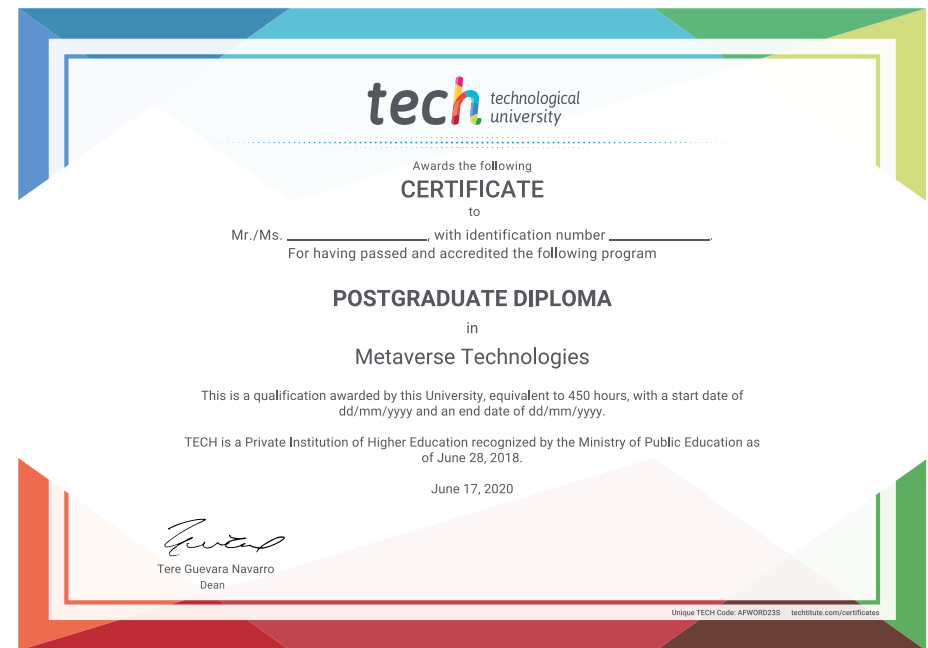 tech technological
university
Awards the following
CERTIFICATE
to
Mr./Ms. ____________________, with identification number ______________.
For having passed and accredited the following program
POSTGRADUATE DIPLOMA
in
Metaverse Technologies
This is a qualification awarded by this University, equivalent to 450 hours, with a start date of
dd/mm/yyyy and an end date of dd/mm/yyyy.
TECH is a Private Institution of Higher Education recognized by the Ministry of Public Education as
of June 28, 2018.
June 17, 2020
Tere Guevara Navarro
Dean
Unique TECH Code: AFWORD23S techtitute.com/certificates